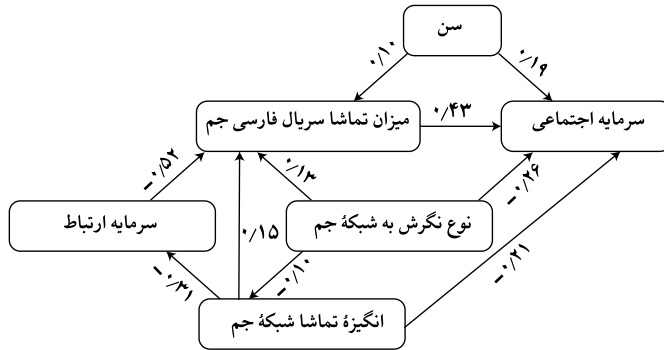 سن
۰/۱۰
۰/۱۹
میزان تماشا سریال فارسی جم
۰/۴۳
سرمایه اجتماعی
-۰/۵۲
۰/۱۳
-۰/۲۶
سرمایه ارتباط
۰/۱۵
نوع نگرش به شبکهٔ جم
-۰/۳۱
-۰/۱۰
-۰/۲۱
انگیزهٔ تماشا شبکهٔ جم